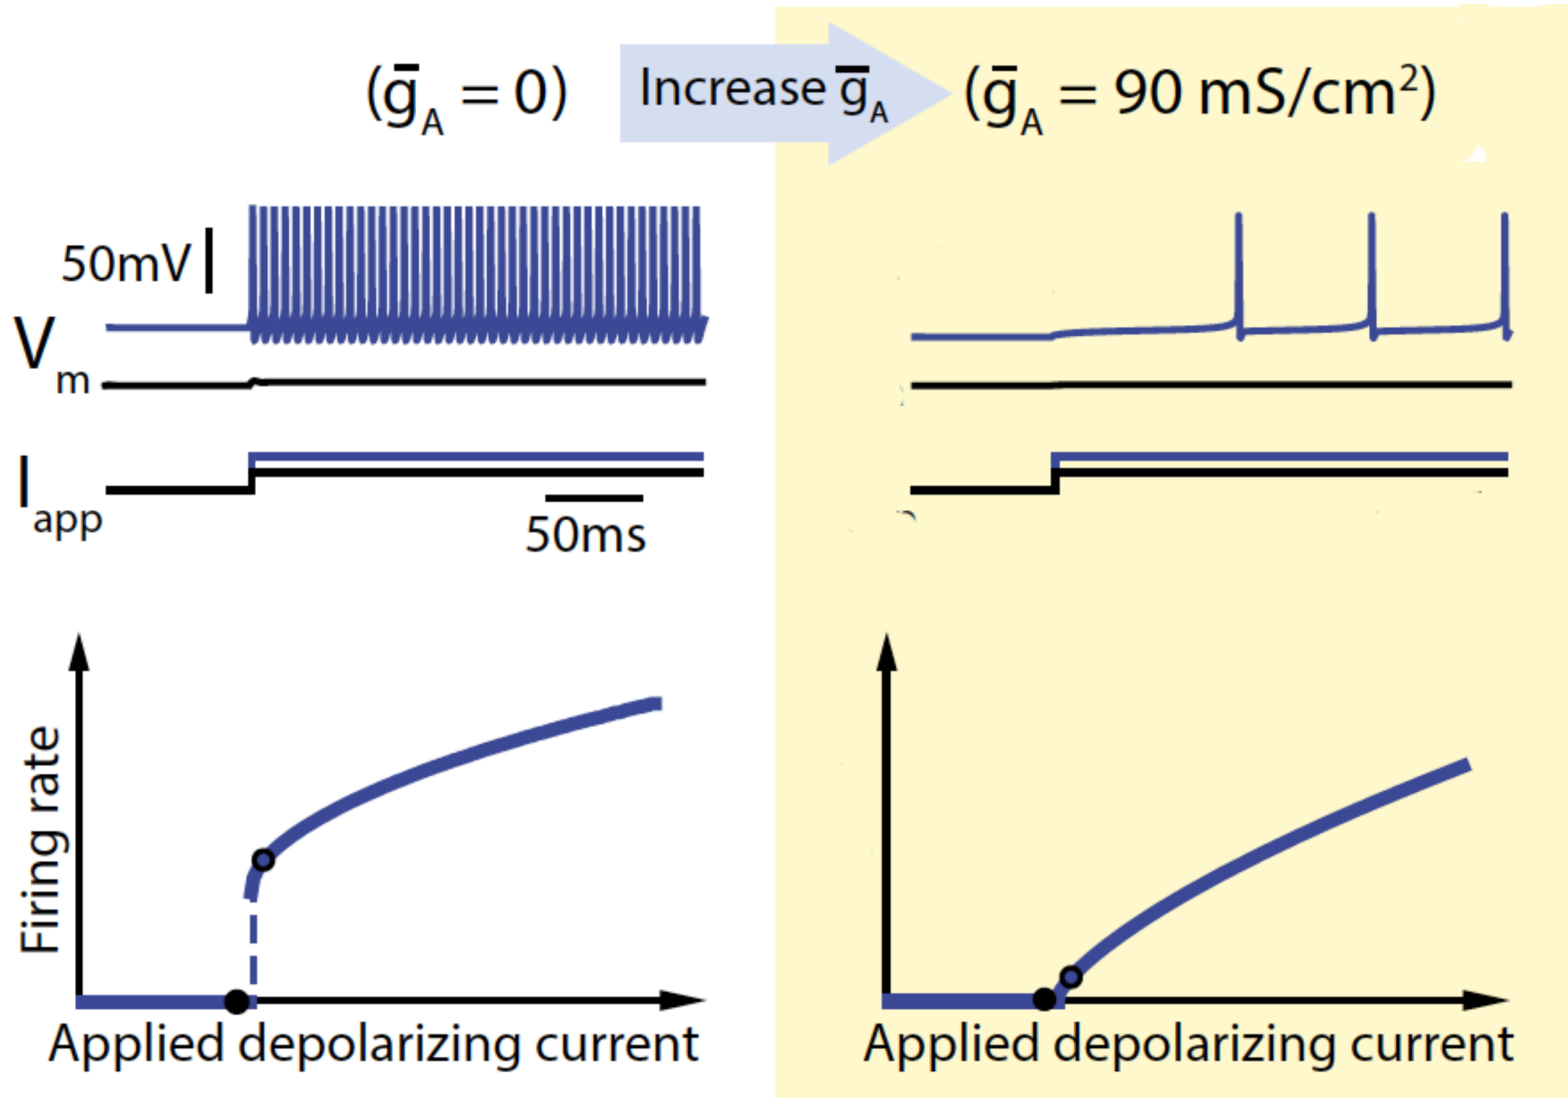 (ḡA = 0) Increase ḡA (ḡA = 90 mS/cm²)
50mV
Vm
Iapp
50ms
Firing rate
Applied depolarizing current Applied depolarizing current